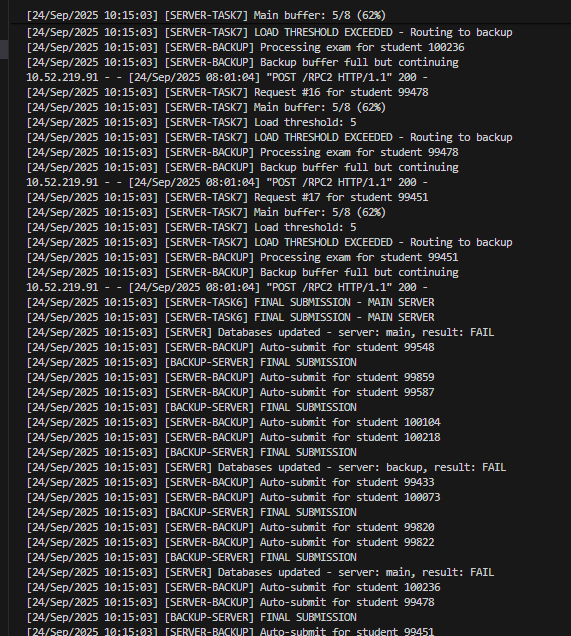 [24/Sep/2025 10:15:03] [SERVER-TASK7] Main buffer: 5/8 (62%)
[24/Sep/2025 10:15:03] [SERVER-TASK7] LOAD THRESHOLD EXCEEDED - Routing to backup
[24/Sep/2025 10:15:03] [SERVER-BACKUP] Processing exam for student 100236
[24/Sep/2025 10:15:03] [SERVER-BACKUP] Backup buffer full but continuing
10.52.219.91 - - [24/Sep/2025 08:01:04] "POST /RPC2 HTTP/1.1" 200 -
[24/Sep/2025 10:15:03] [SERVER-TASK7] Request #16 for student 99478
[24/Sep/2025 10:15:03] [SERVER-TASK7] Main buffer: 5/8 (62%)
[24/Sep/2025 10:15:03] [SERVER-TASK7] Load threshold: 5
[24/Sep/2025 10:15:03] [SERVER-TASK7] LOAD THRESHOLD EXCEEDED - Routing to backup
[24/Sep/2025 10:15:03] [SERVER-BACKUP] Processing exam for student 99478
[24/Sep/2025 10:15:03] [SERVER-BACKUP] Backup buffer full but continuing
10.52.219.91 - - [24/Sep/2025 08:01:04] "POST /RPC2 HTTP/1.1" 200 -
[24/Sep/2025 10:15:03] [SERVER-TASK7] Request #17 for student 99451
[24/Sep/2025 10:15:03] [SERVER-TASK7] Main buffer: 5/8 (62%)
[24/Sep/2025 10:15:03] [SERVER-TASK7] Load threshold: 5
[24/Sep/2025 10:15:03] [SERVER-TASK7] LOAD THRESHOLD EXCEEDED - Routing to backup
[24/Sep/2025 10:15:03] [SERVER-BACKUP] Processing exam for student 99451
[24/Sep/2025 10:15:03] [SERVER-BACKUP] Backup buffer full but continuing
10.52.219.91 - - [24/Sep/2025 08:01:04] "POST /RPC2 HTTP/1.1" 200 -
[24/Sep/2025 10:15:03] [SERVER-TASK6] FINAL SUBMISSION - MAIN SERVER
[24/Sep/2025 10:15:03] [SERVER-TASK6] FINAL SUBMISSION - MAIN SERVER
[24/Sep/2025 10:15:03] [SERVER] Databases updated - server: main, result: FAIL
[24/Sep/2025 10:15:03] [SERVER-BACKUP] Auto-submit for student 99548
[24/Sep/2025 10:15:03] [BACKUP-SERVER] FINAL SUBMISSION
[24/Sep/2025 10:15:03] [SERVER-BACKUP] Auto-submit for student 99859
[24/Sep/2025 10:15:03] [SERVER-BACKUP] Auto-submit for student 99587
[24/Sep/2025 10:15:03] [BACKUP-SERVER] FINAL SUBMISSION
[24/Sep/2025 10:15:03] [SERVER-BACKUP] Auto-submit for student 100104
[24/Sep/2025 10:15:03] [SERVER-BACKUP] Auto-submit for student 100218
[24/Sep/2025 10:15:03] [BACKUP-SERVER] FINAL SUBMISSION
[24/Sep/2025 10:15:03] [SERVER] Databases updated - server: backup, result: FAIL
[24/Sep/2025 10:15:03] [SERVER-BACKUP] Auto-submit for student 99433
[24/Sep/2025 10:15:03] [SERVER-BACKUP] Auto-submit for student 100073
[24/Sep/2025 10:15:03] [BACKUP-SERVER] FINAL SUBMISSION
[24/Sep/2025 10:15:03] [SERVER-BACKUP] Auto-submit for student 99820
[24/Sep/2025 10:15:03] [SERVER-BACKUP] Auto-submit for student 99822
[24/Sep/2025 10:15:03] [BACKUP-SERVER] FINAL SUBMISSION
[24/Sep/2025 10:15:03] [SERVER] Databases updated - server: main, result: FAIL
[24/Sep/2025 10:15:03] [SERVER-BACKUP] Auto-submit for student 100236
[24/Sep/2025 10:15:03] [SERVER-BACKUP] Auto-submit for student 99478
[24/Sep/2025 10:15:03] [BACKUP-SERVER] FINAL SUBMISSION
[24/Sep/2025 10:15:03] [SERVER-BACKUP] Auto-submit for student 99451